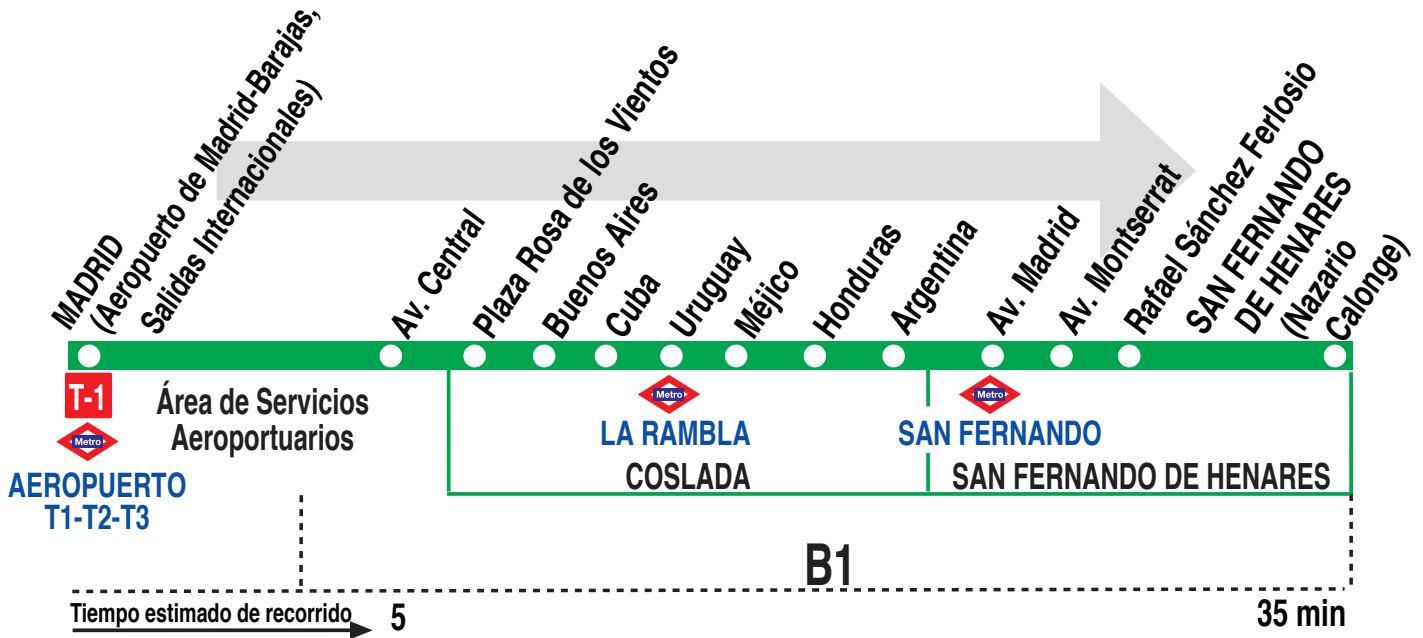 MADRID
(Aeropuerto de Madrid-Barajas,
Salidas Internacionales)
Av. Central
Plaza Rosa de los Vientos
Buenos Aires
Cuba
Uruguay
Méjico
Honduras
Argentina
Av. Madrid
Av. Montserrat
Rafael Sánchez Ferlosio
SAN FERNANDO
DE HENARES
(Nazario
Calonge)
T-1
Metro
AEROPUERTO
T1-T2-T3
Área de Servicios
Aeroportuarios
Metro
LA RAMBLA
COSLADA
Metro
SAN FERNANDO
SAN FERNANDO DE HENARES
B1
Tiempo estimado de recorrido
5
35 min